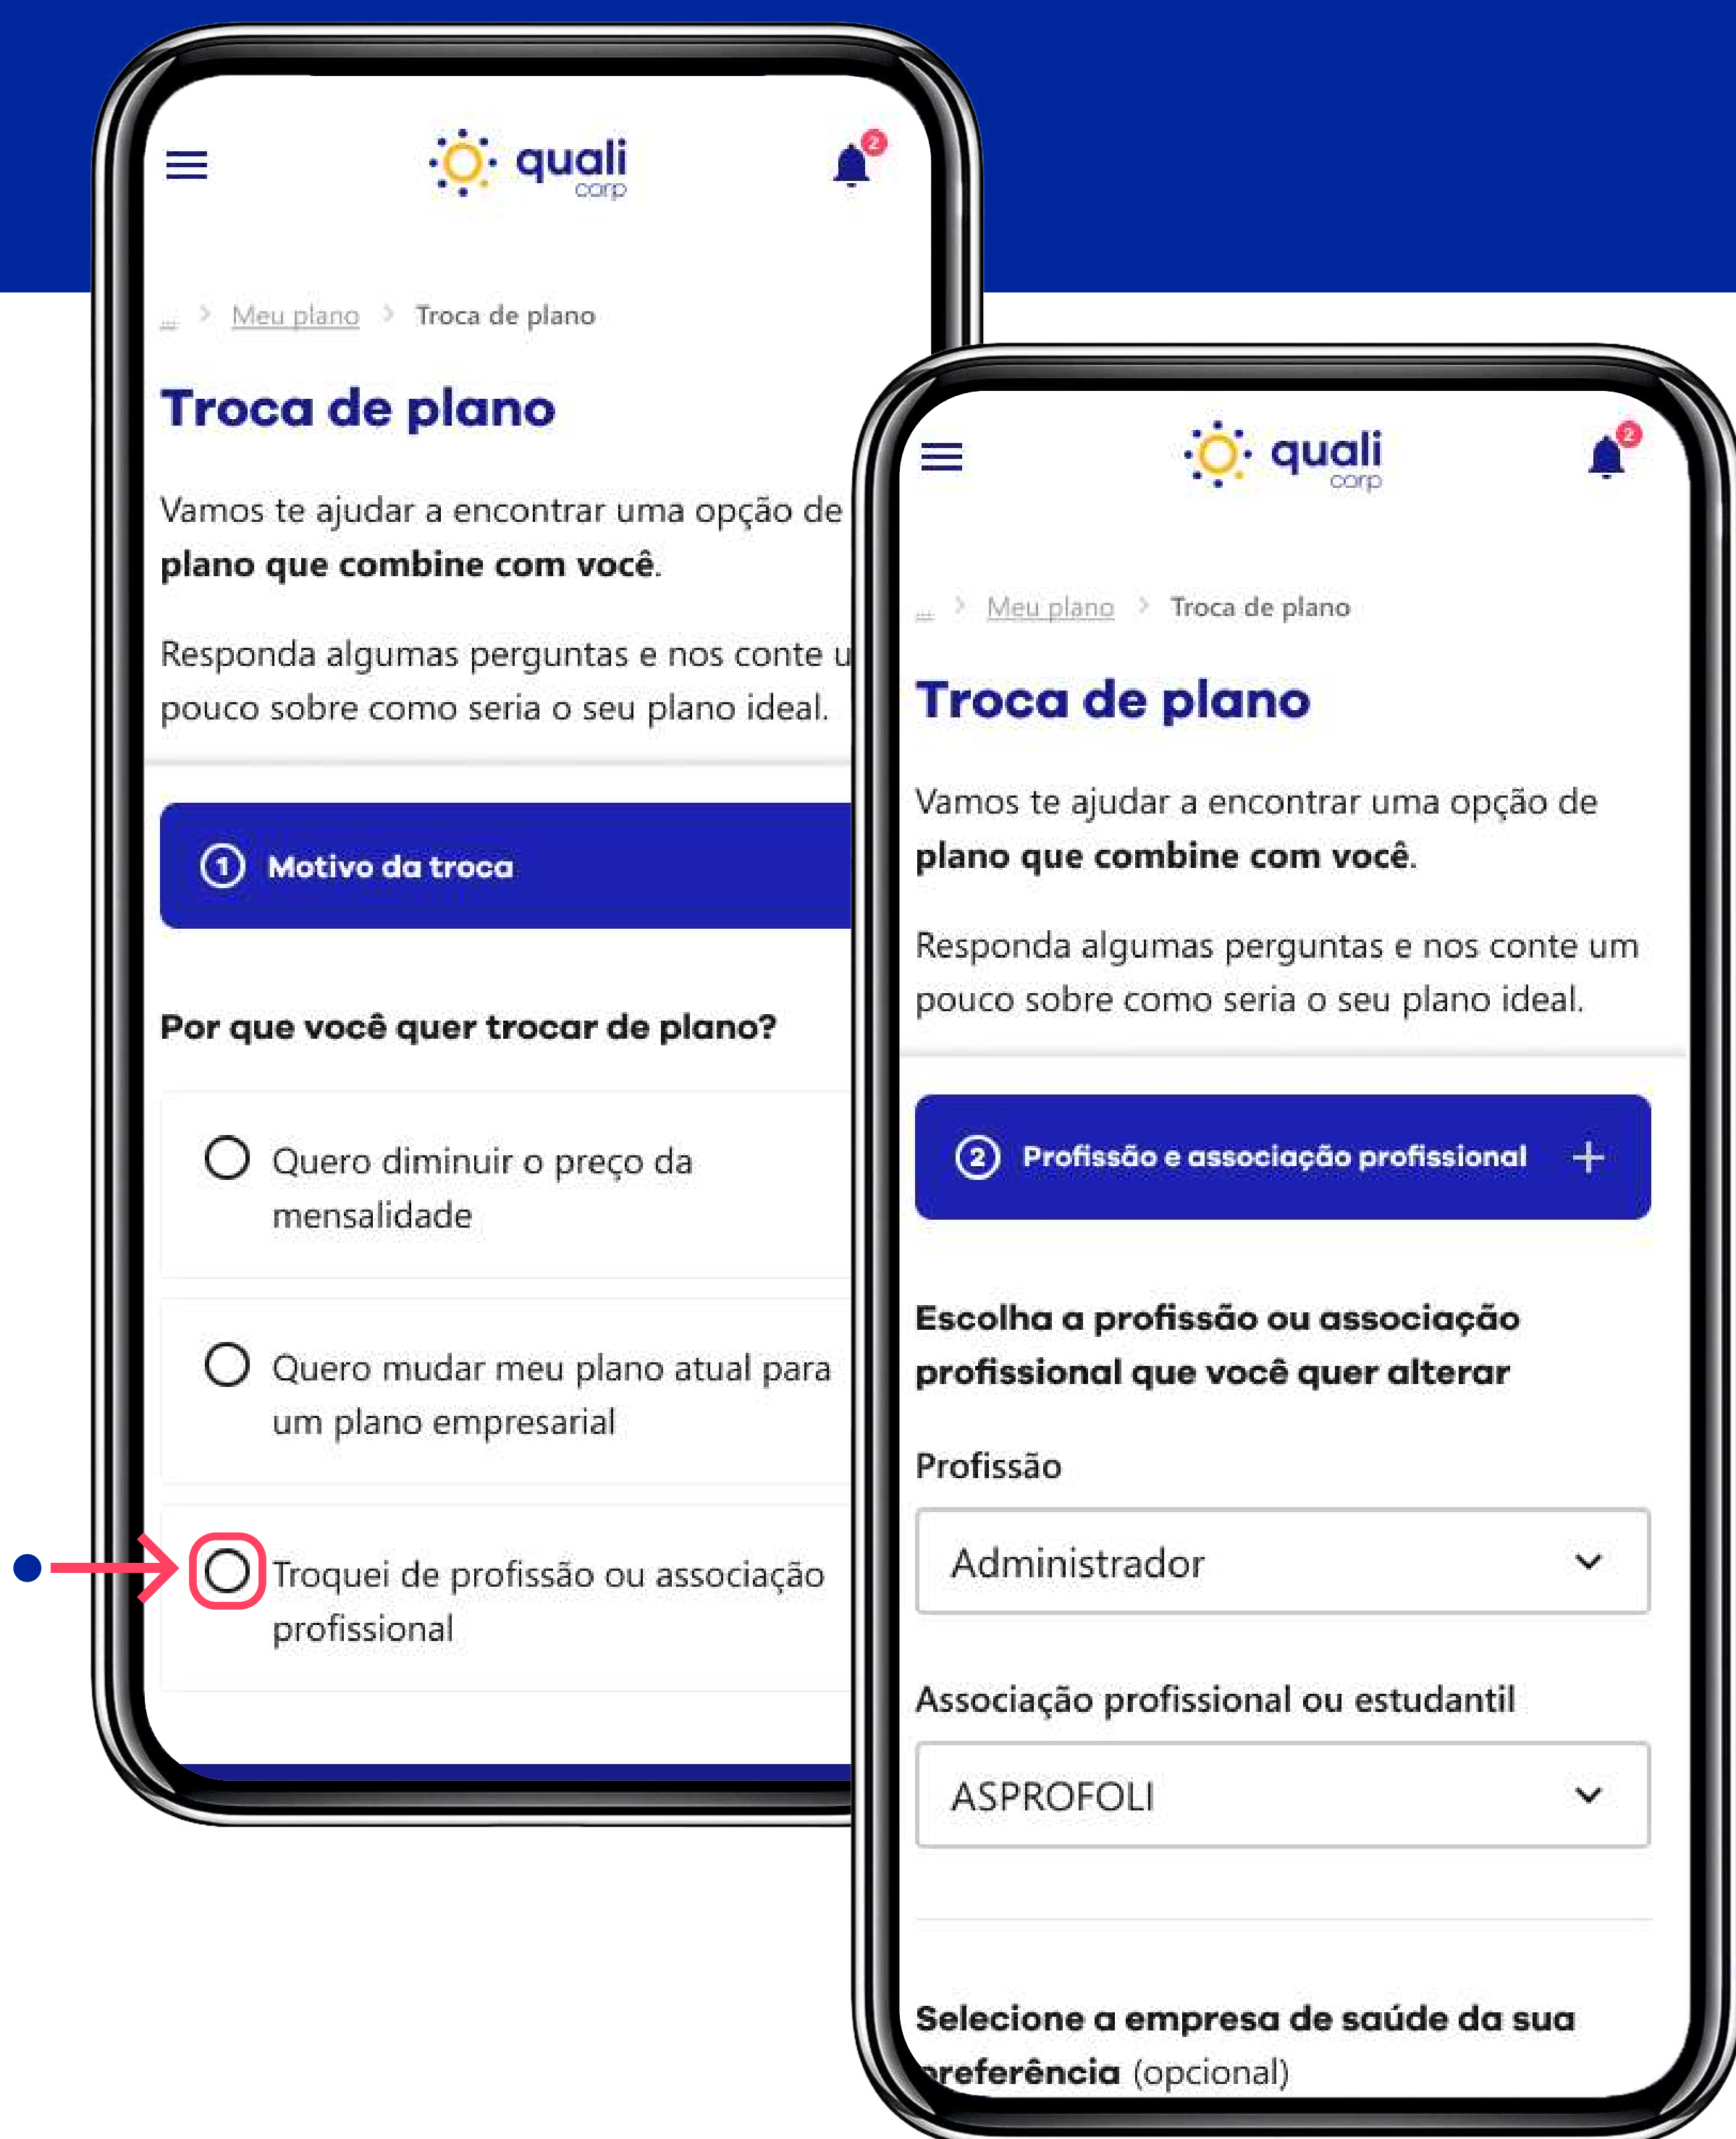 quali
corp
2
... > Meu plano > Troca de plano
Troca de plano
Vamos te ajudar a encontrar uma opção de
plano que combine com você.
Responda algumas perguntas e nos conte u
pouco sobre como seria o seu plano ideal.
1 Motivo da troca
Por que você quer trocar de plano?
Quero diminuir o preço da
mensalidade
Quero mudar meu plano atual para
um plano empresarial
Troquei de profissão ou associação
profissional
quali
corp
2
... > Meu plano > Troca de plano
Troca de plano
Vamos te ajudar a encontrar uma opção de
plano que combine com você.
Responda algumas perguntas e nos conte um
pouco sobre como seria o seu plano ideal.
2 Profissão e associação profissional +
Escolha a profissão ou associação
profissional que você quer alterar
Profissão
Administrador
Associação profissional ou estudantil
ASPROFOLI
Selecione a empresa de saúde da sua
preferência (opcional)